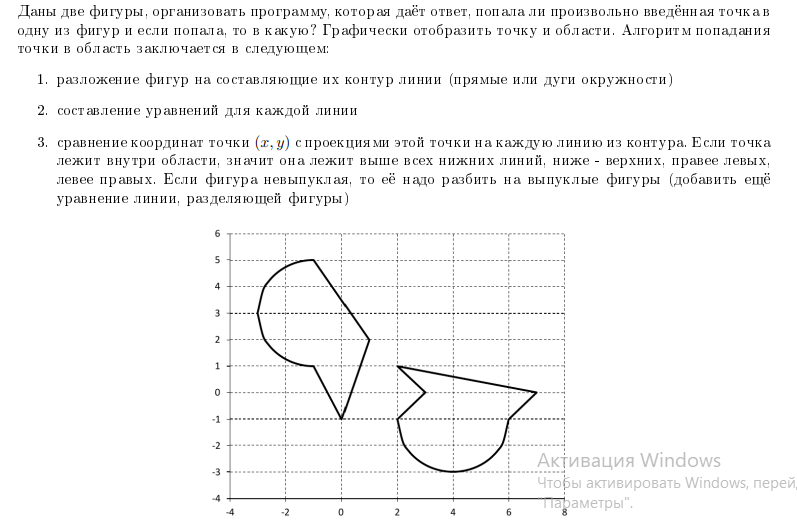 Даны две фигуры, организовать программу, которая даёт ответ, попала ли произвольно введённая точка в
одну из фигур и если попала, то в какую? Графически отобразить точку и области. Алгоритм попадания
точки в область заключается в следующем:
1. разложение фигур на составляющие их контур линии (прямые или дуги окружности)
2. составление уравнений для каждой линии
3. сравнение координат точки (x, y) с проекциями этой точки на каждую линию из контура. Если точка
лежит внутри области, значит она лежит выше всех нижних линий, ниже - верхних, правее левых,
левее правых. Если фигура невыпуклая, то её надо разбить на выпуклые фигуры (добавить ещё
уравнение линии, разделяющей фигуры)
6
5
4
3
2
1
0
-1
-2
-3
-4
-4 -2 0 2 4 6 8
Активация Windows
Чтобы активировать Windows, перей
"Параметры".